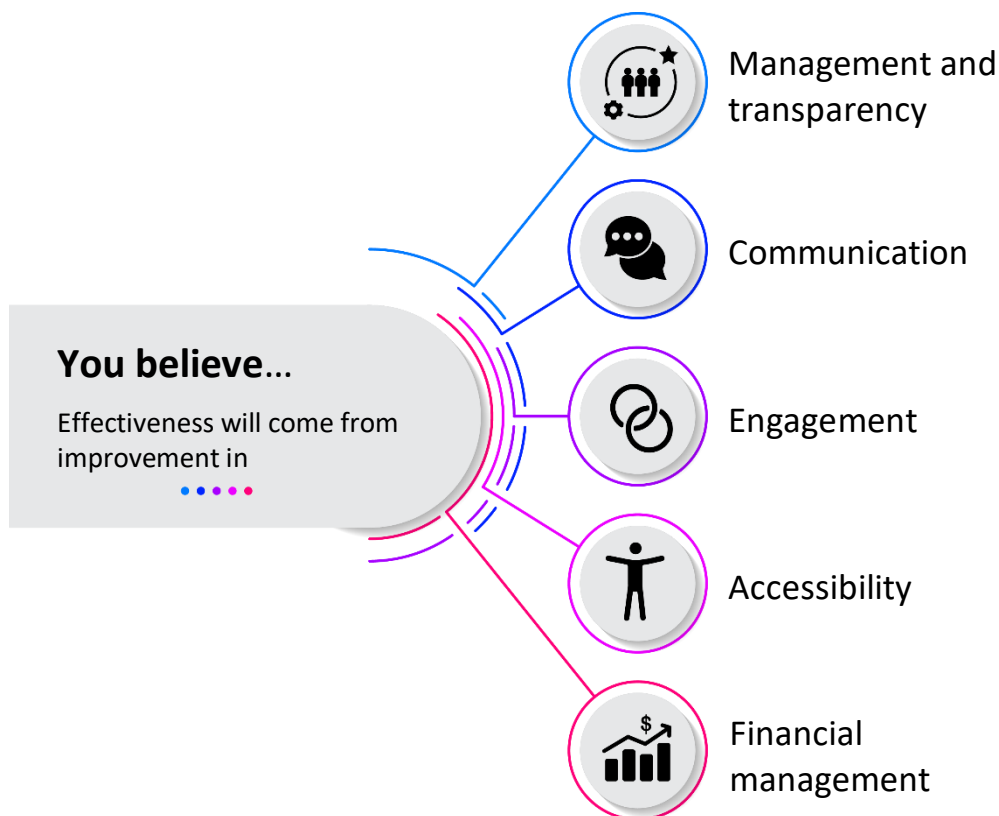 You believe...
Effectiveness will come from
improvement in
Management and
transparency
Communication
Engagement
Accessibility
$
Financial
management